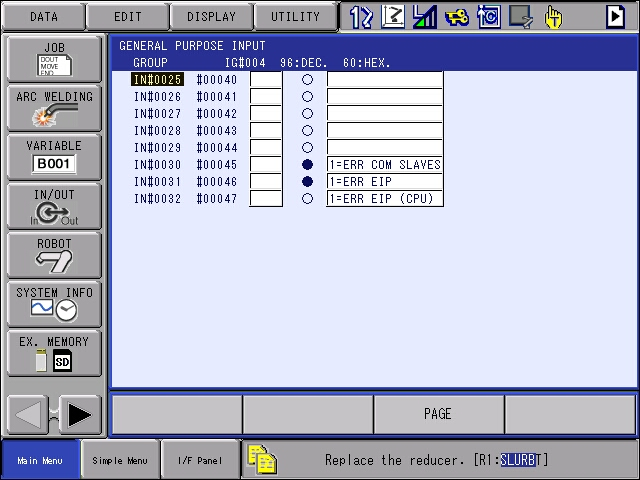 DATA EDIT DISPLAY UTILITY
JOB
DOUT
MOVE
END
ARC WELDING
VARIABLE
B001
IN/OUT
In Out
ROBOT
SYSTEM INFO
EX. MEMORY
SD
GENERAL PURPOSE INPUT
GROUP IG#004 96:DEC. 60:HEX.
IN#0025 #00040
IN#0026 #00041
IN#0027 #00042
IN#0028 #00043
IN#0029 #00044
IN#0030 #00045 1=ERR COM SLAVES
IN#0031 #00046 1=ERR EIP
IN#0032 #00047 1=ERR EIP (CPU)
PAGE
Main Menu Simple Menu I/F Panel Replace the reducer. [R1:SLURBT]